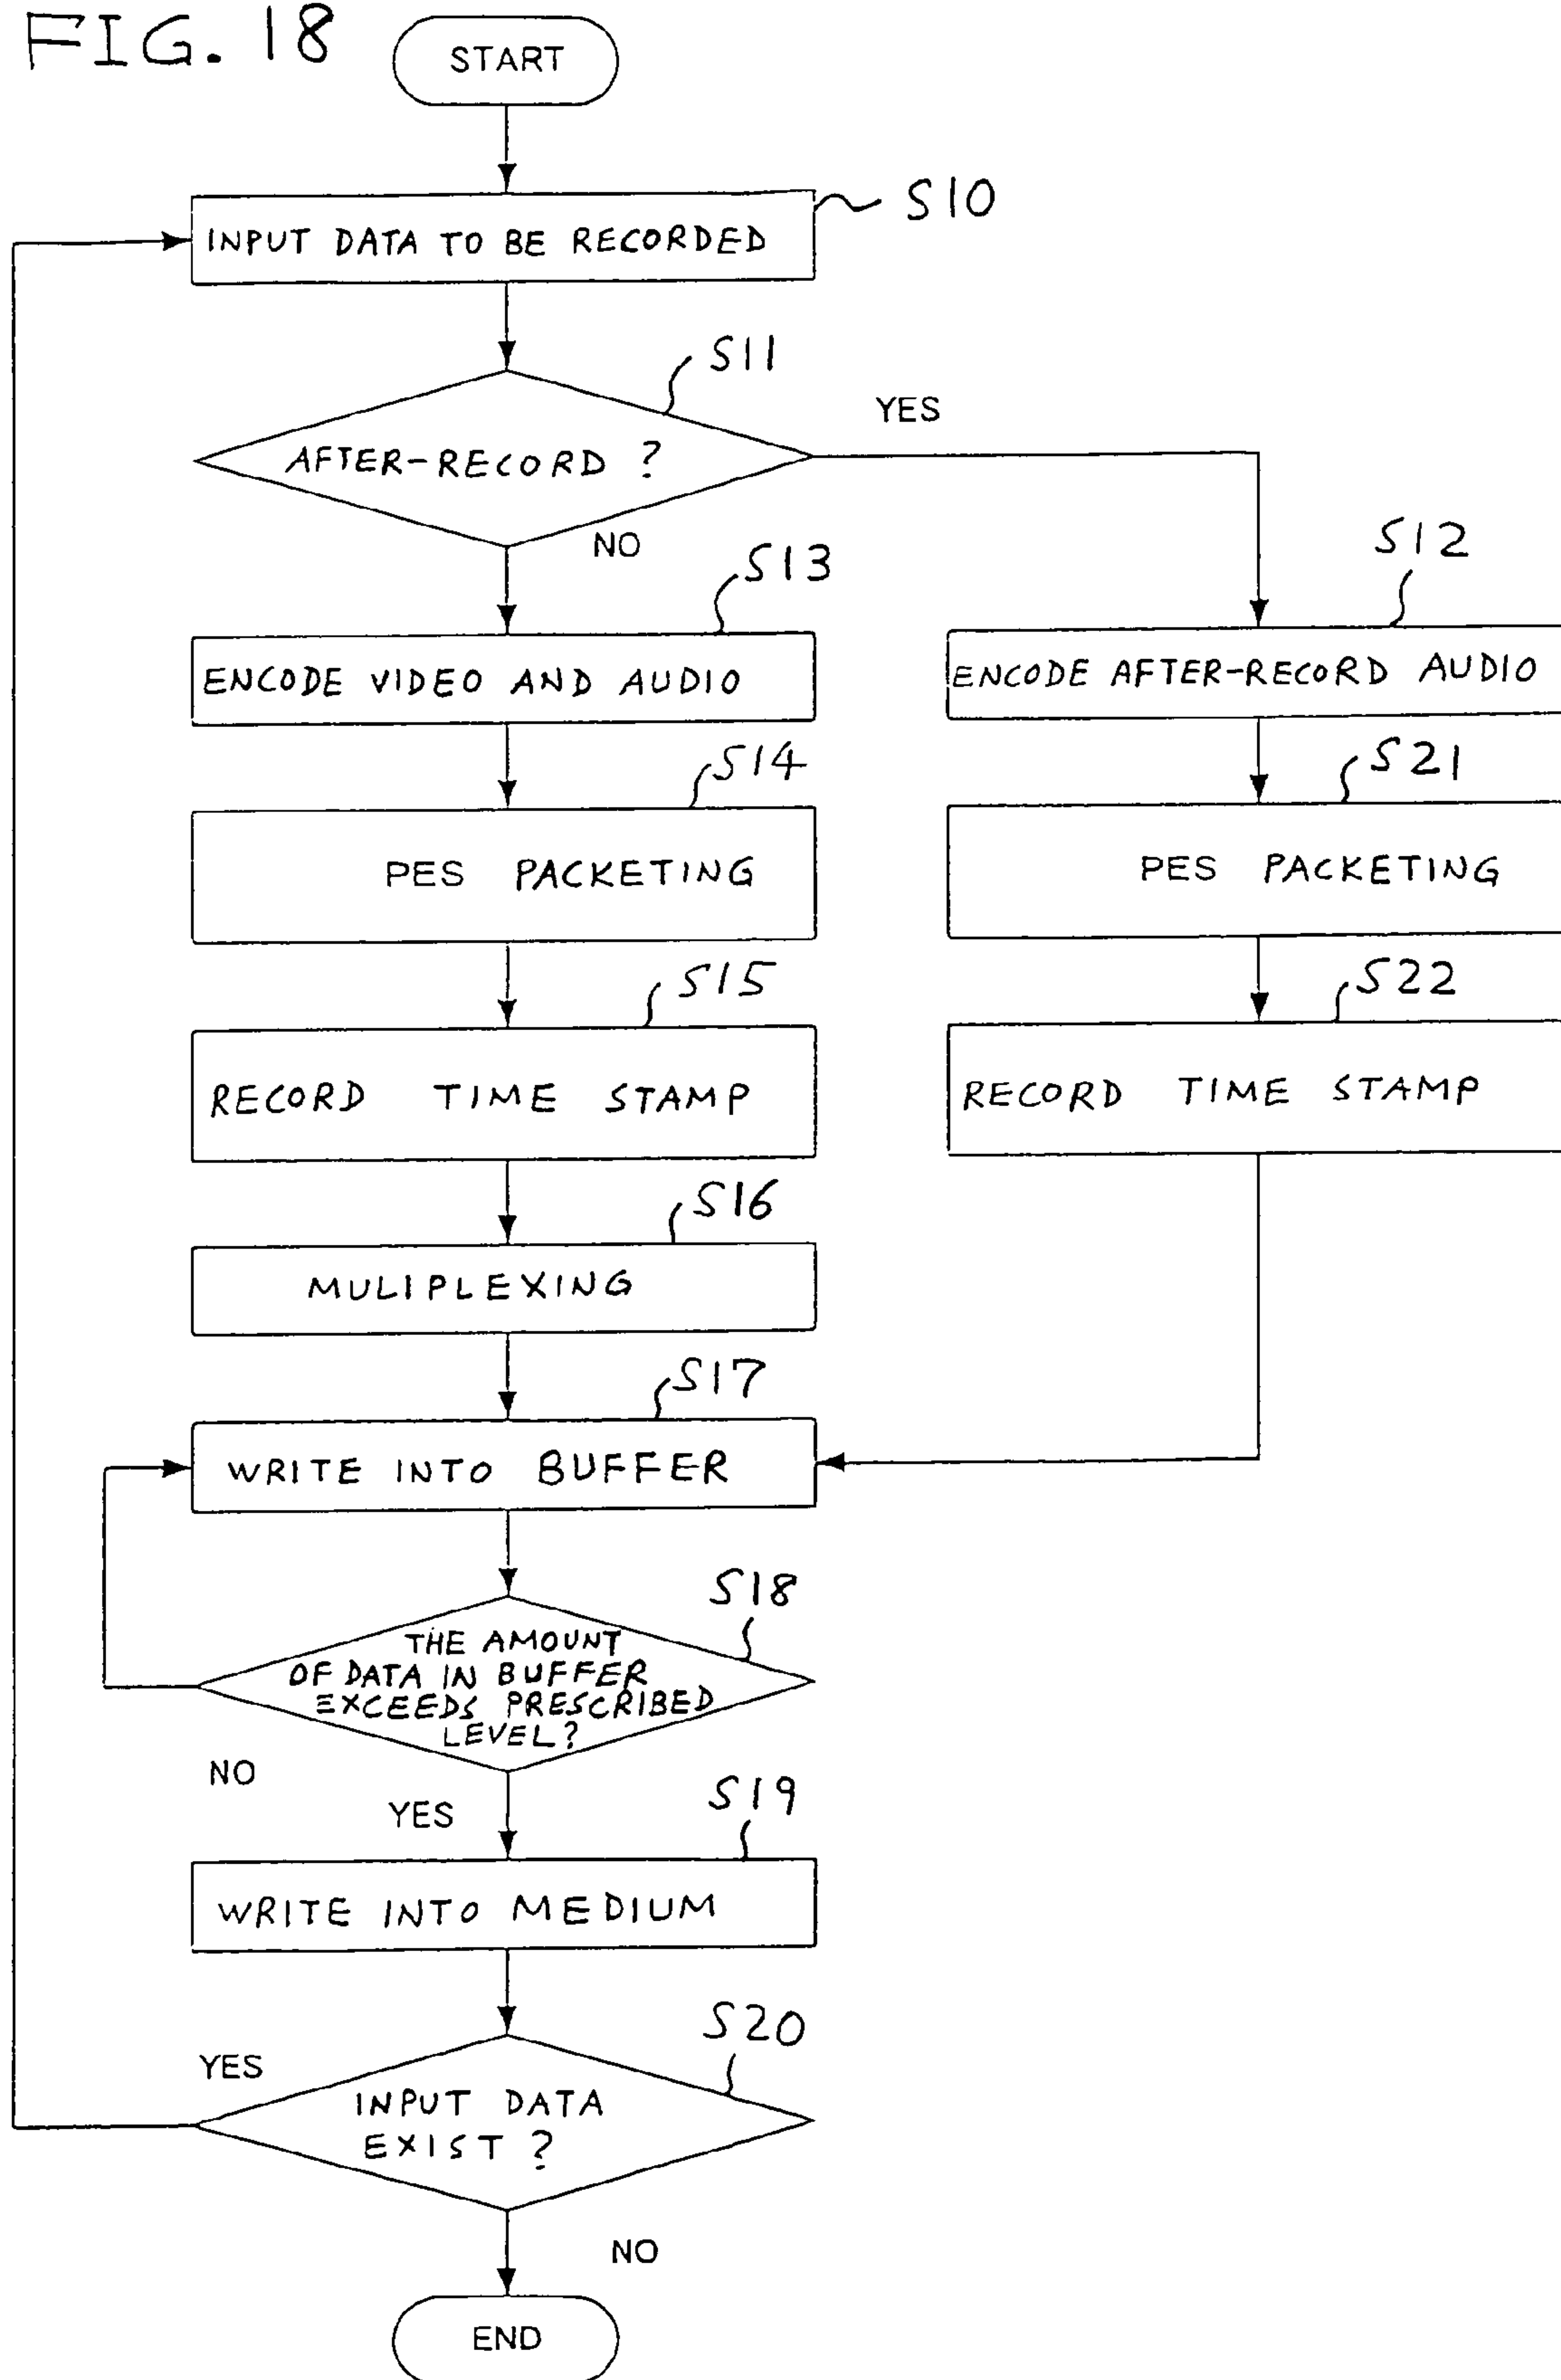 FIG. 18
START
INPUT DATA TO BE RECORDED
S10
S11
AFTER-RECORD ?
YES
NO
S13
S12
ENCODE VIDEO AND AUDIO
ENCODE AFTER-RECORD AUDIO
S14
S21
PES PACKETING
PES PACKETING
S15
S22
RECORD TIME STAMP
RECORD TIME STAMP
S16
MULIPLEXING
S17
WRITE INTO BUFFER
S18
THE AMOUNT
OF DATA IN BUFFER
EXCEEDS PRESCRIBED
LEVEL?
NO
YES
S19
WRITE INTO MEDIUM
S20
YES
INPUT DATA
EXIST ?
NO
END